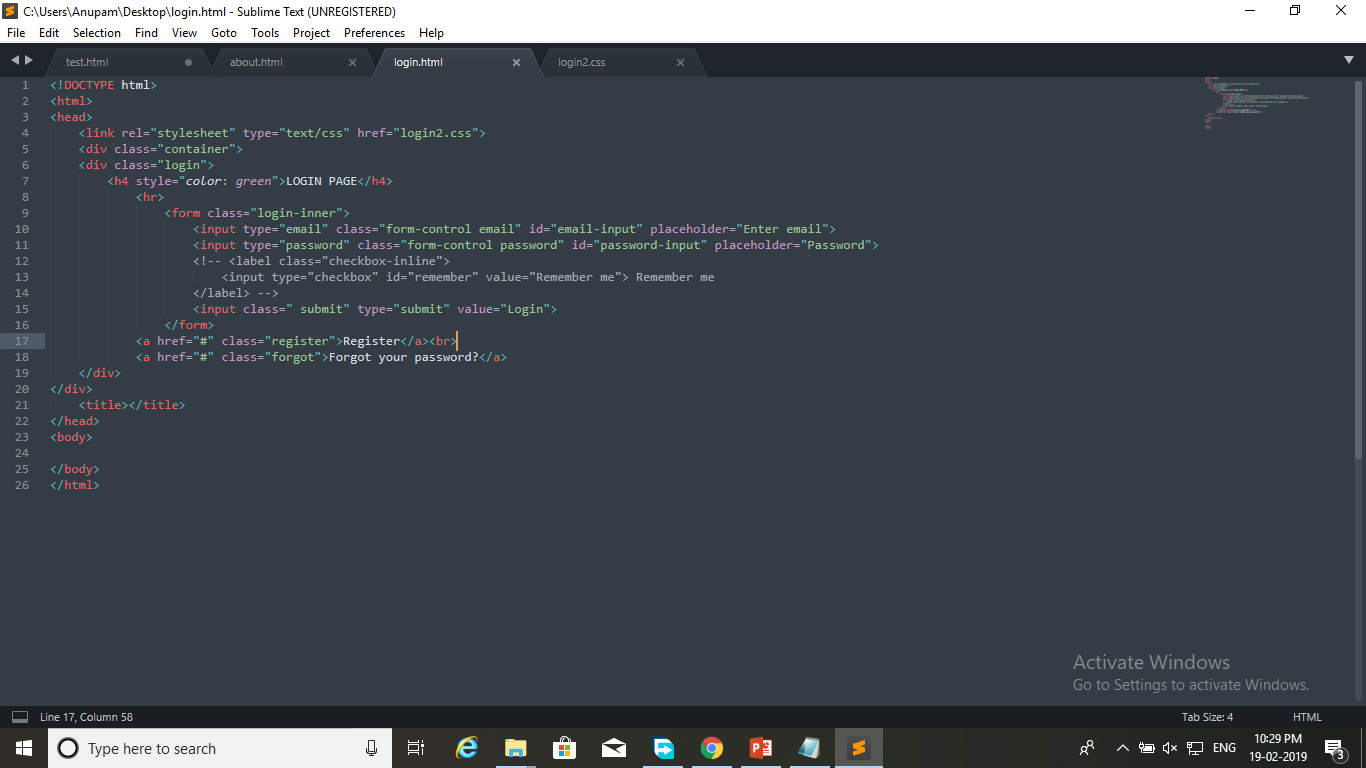 C:\Users\Anupam\Desktop\login.html - Sublime Text (UNREGISTERED)
File Edit Selection Find View Goto Tools Project Preferences Help
test.html about.html login.html login2.css
1 <!DOCTYPE html>
2 <html>
3 <head>
4 <link rel="stylesheet" type="text/css" href="login2.css">
5 <div class="container">
6 <div class="login">
7 <h4 style="color: green">LOGIN PAGE</h4>
8 <hr>
9 <form class="login-inner">
10 <input type="email" class="form-control email" id="email-input" placeholder="Enter email">
11 <input type="password" class="form-control password" id="password-input" placeholder="Password">
12 <!-- <label class="checkbox-inline">
13 <input type="checkbox" id="remember" value="Remember me"> Remember me
14 </label> -->
15 <input class=" submit" type="submit" value="Login">
16 </form>
17 <a href="#" class="register">Register</a><br>
18 <a href="#" class="forgot">Forgot your password?</a>
19 </div>
20 </div>
21 <title></title>
22 </head>
23 <body>
24
25 </body>
26 </html>
Activate Windows
Go to Settings to activate Windows.
Line 17, Column 58 Tab Size: 4 HTML
Type here to search ENG 10:29 PM
19-02-2019 3